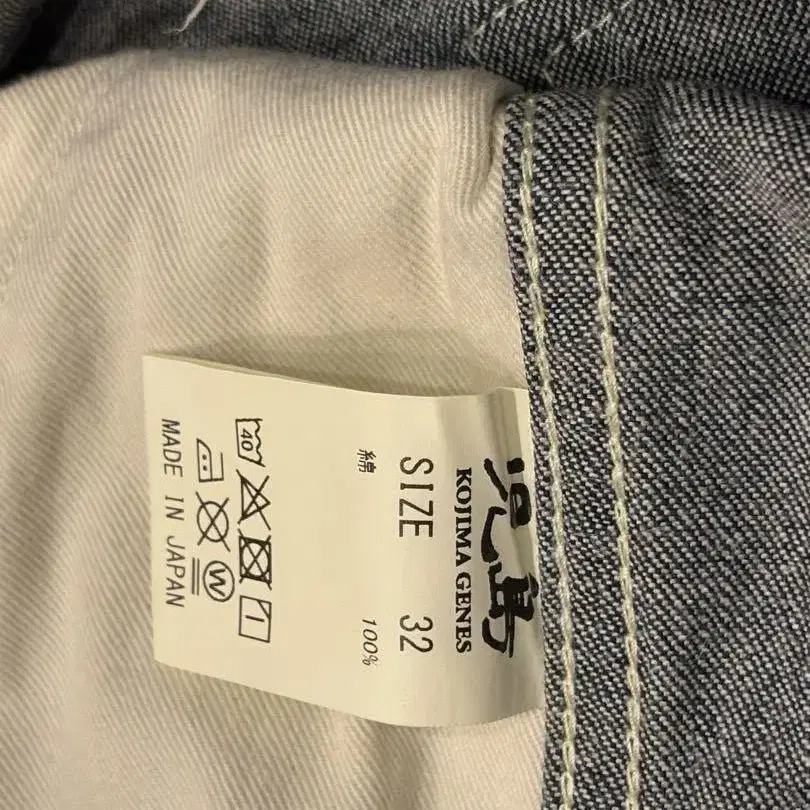 児島
KOJIMA GENES
SIZE 32
綿 100%
40
W
MADE IN JAPAN